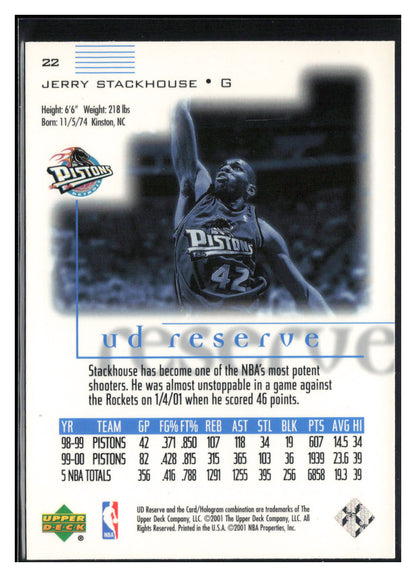 22
JERRY STACKHOUSE • G
Height: 6'6" Weight: 218 lbs
Born: 11/5/74 Kinston, NC
PISTONS
PISTONS
42
ud reserve
reserve
Stackhouse has become one of the NBA's most potent
shooters. He was almost unstoppable in a game against
the Rockets on 1/4/01 when he scored 46 points.
YR TEAM GP FG% FT% REB AST STL BLK PTS AVG HI
98-99 PISTONS 42 .371 .850 107 118 34 19 607 14.5 34
99-00 PISTONS 82 .428 .815 315 365 103 36 1939 23.6 39
5 NBA TOTALS 356 .416 .788 1291 1255 395 256 6858 19.3 39
UPPER DECK
NBA
UD Reserve and the Card/Hologram combination are trademarks of The
Upper Deck Company, LLC. ©2001 The Upper Deck Company, LLC. All
Rights Reserved. Printed in the U.S.A. ©2001 NBA Properties, Inc.